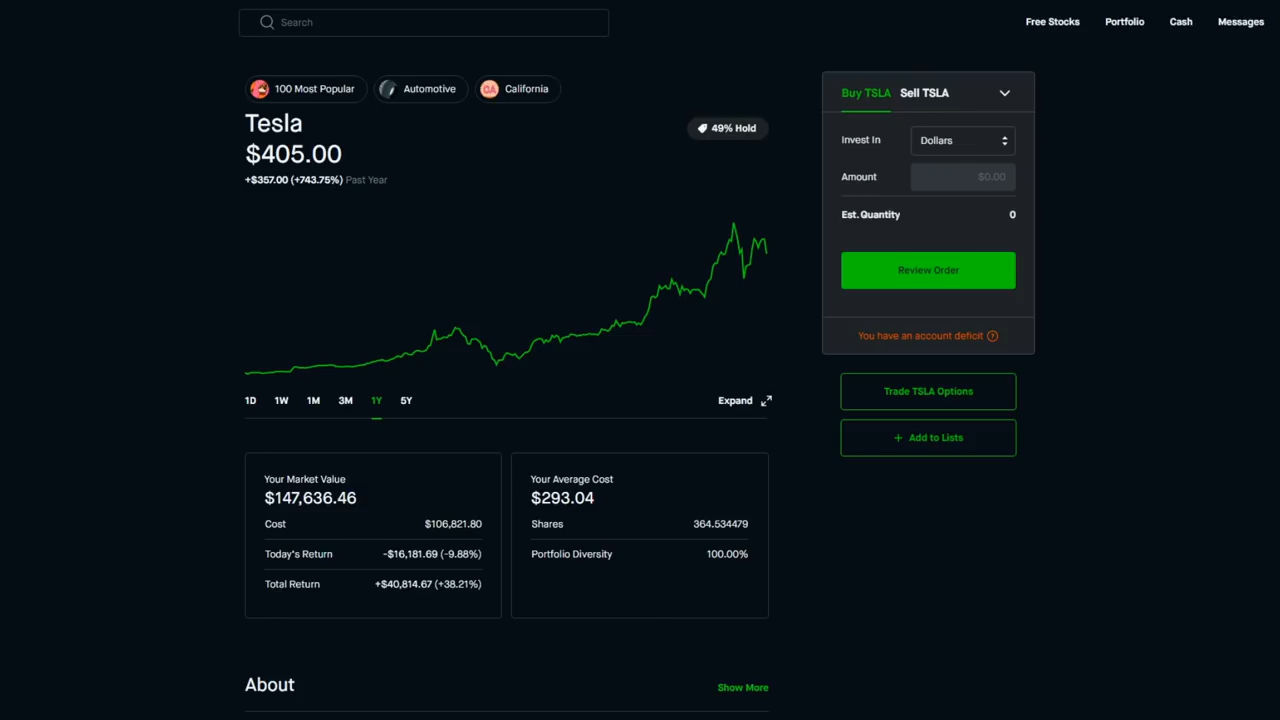 Search
Free Stocks Portfolio Cash Messages
100 Most Popular Automotive CA California
Tesla
$405.00
+$357.00 (+743.75%) Past Year
49% Hold
1D 1W 1M 3M 1Y 5Y Expand
Your Market Value
$147,636.46
Cost $106,821.80
Today's Return -$16,181.69 (-9.88%)
Total Return +$40,814.67 (+38.21%)
Your Average Cost
$293.04
Shares 364.534479
Portfolio Diversity 100.00%
About Show More
Buy TSLA Sell TSLA
Invest In Dollars
Amount $0.00
Est. Quantity 0
Review Order
You have an account deficit ?
Trade TSLA Options
+ Add to Lists